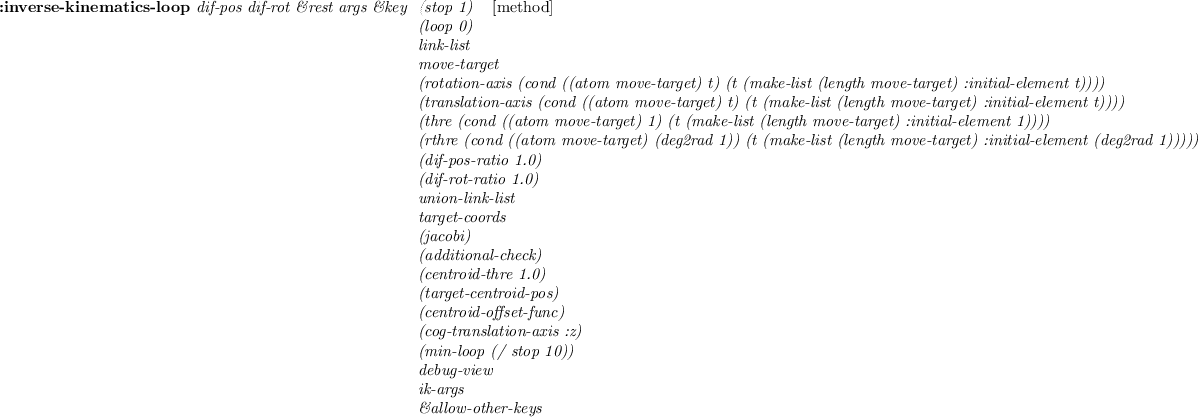 :inverse-kinematics-loop dif-pos dif-rot &rest args &key (stop 1) [method]
(loop 0)
link-list
move-target
(rotation-axis (cond ((atom move-target) t) (t (make-list (length move-target) :initial-element t))))
(translation-axis (cond ((atom move-target) t) (t (make-list (length move-target) :initial-element t))))
(thre (cond ((atom move-target) 1) (t (make-list (length move-target) :initial-element 1))))
(rthre (cond ((atom move-target) (deg2rad 1)) (t (make-list (length move-target) :initial-element (deg2rad 1)))))
(dif-pos-ratio 1.0)
(dif-rot-ratio 1.0)
union-link-list
target-coords
(jacobi)
(additional-check)
(centroid-thre 1.0)
(target-centroid-pos)
(centroid-offset-func)
(cog-translation-axis :z)
(min-loop (/ stop 10))
debug-view
ik-args
&allow-other-keys